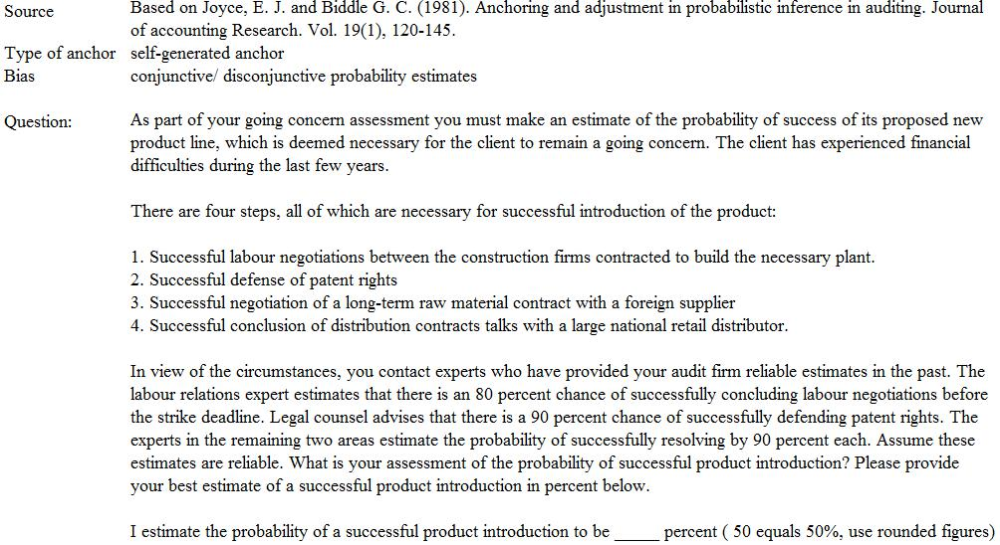 Source Based on Joyce, E. J. and Biddle G. C. (1981). Anchoring and adjustment in probabilistic inference in auditing. Journal
of accounting Research. Vol. 19(1), 120-145.
Type of anchor self-generated anchor
Bias conjunctive/ disconjunctive probability estimates
Question: As part of your going concern assessment you must make an estimate of the probability of success of its proposed new
product line, which is deemed necessary for the client to remain a going concern. The client has experienced financial
difficulties during the last few years.
There are four steps, all of which are necessary for successful introduction of the product:
1. Successful labour negotiations between the construction firms contracted to build the necessary plant.
2. Successful defense of patent rights
3. Successful negotiation of a long-term raw material contract with a foreign supplier
4. Successful conclusion of distribution contracts talks with a large national retail distributor.
In view of the circumstances, you contact experts who have provided your audit firm reliable estimates in the past. The
labour relations expert estimates that there is an 80 percent chance of successfully concluding labour negotiations before
the strike deadline. Legal counsel advises that there is a 90 percent chance of successfully defending patent rights. The
experts in the remaining two areas estimate the probability of successfully resolving by 90 percent each. Assume these
estimates are reliable. What is your assessment of the probability of successful product introduction? Please provide
your best estimate of a successful product introduction in percent below.
I estimate the probability of a successful product introduction to be _____ percent ( 50 equals 50%, use rounded figures)